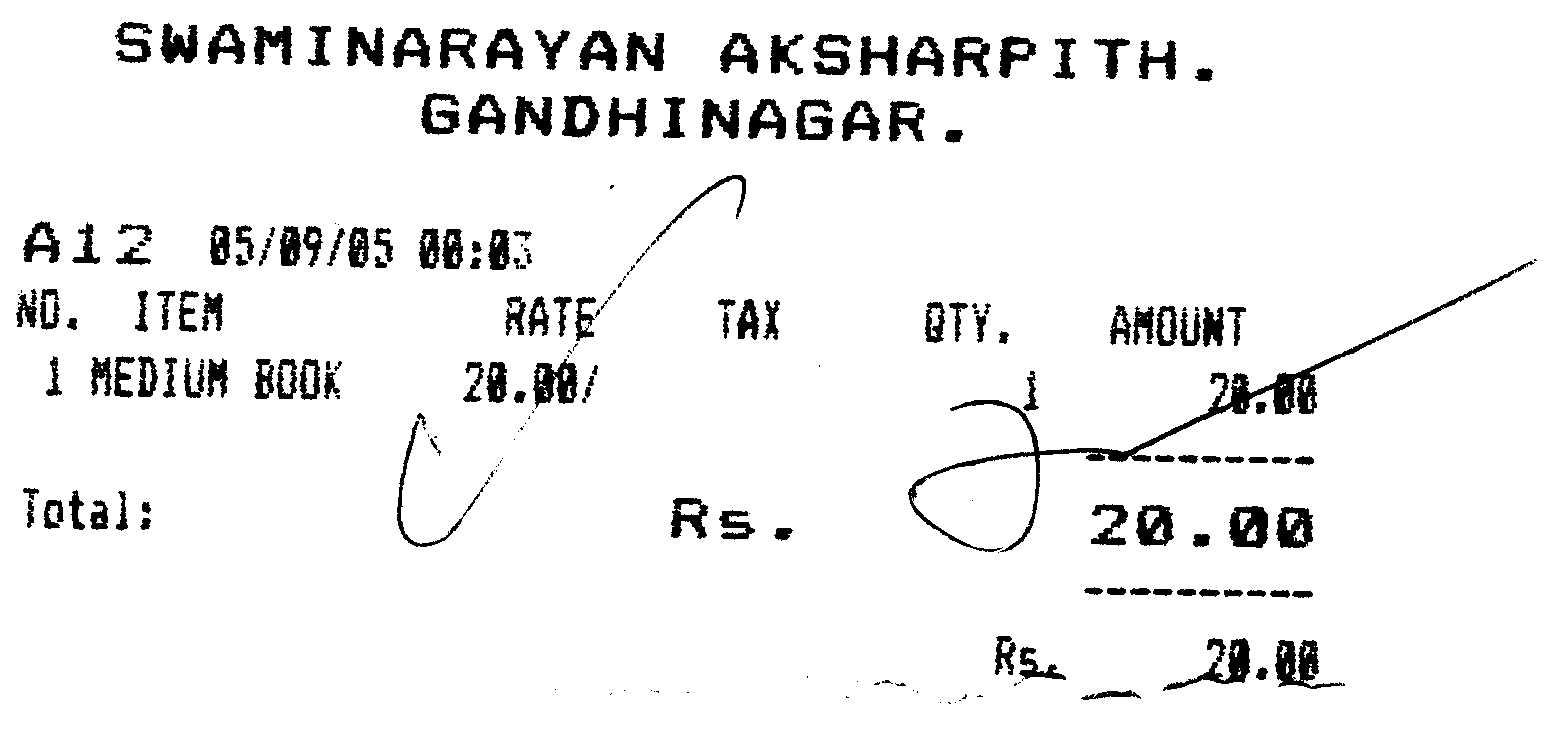 SWAMINARAYAN AKSHARPITH.
GANDHINAGAR.
A12 05/09/05 00:03
NO. ITEM RATE TAX QTY. AMOUNT
1 MEDIUM BOOK 20.00/ 1 20.00
----------
Total: Rs. 20.00
----------
Rs. 20.00